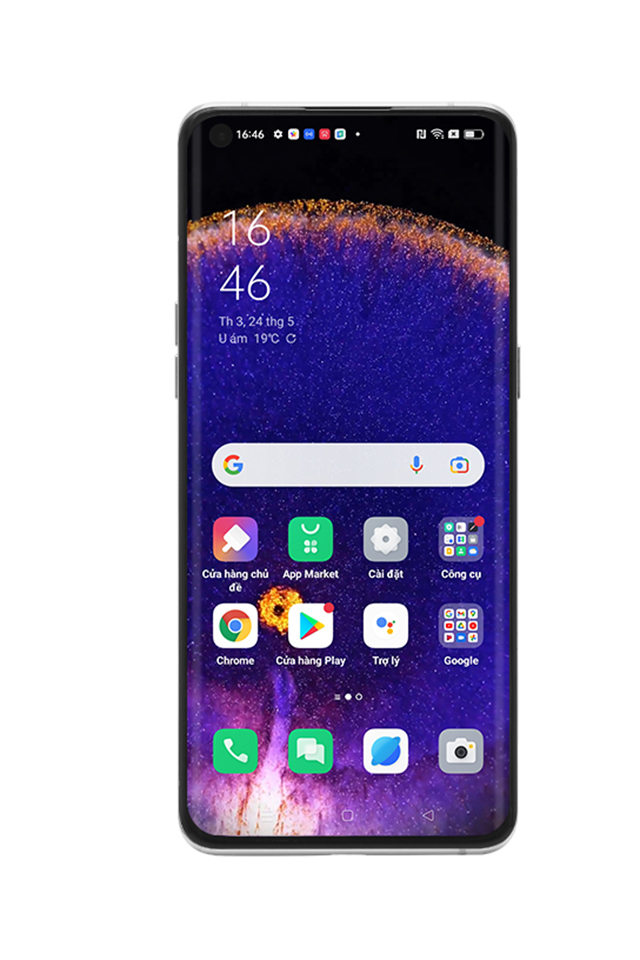 16:46
16
46
Th 3, 24 thg 5
U ám 19°C
Cửa hàng chủ
đề
App Market
Cài đặt
Công cụ
Chrome
Cửa hàng Play
Trợ lý
Google